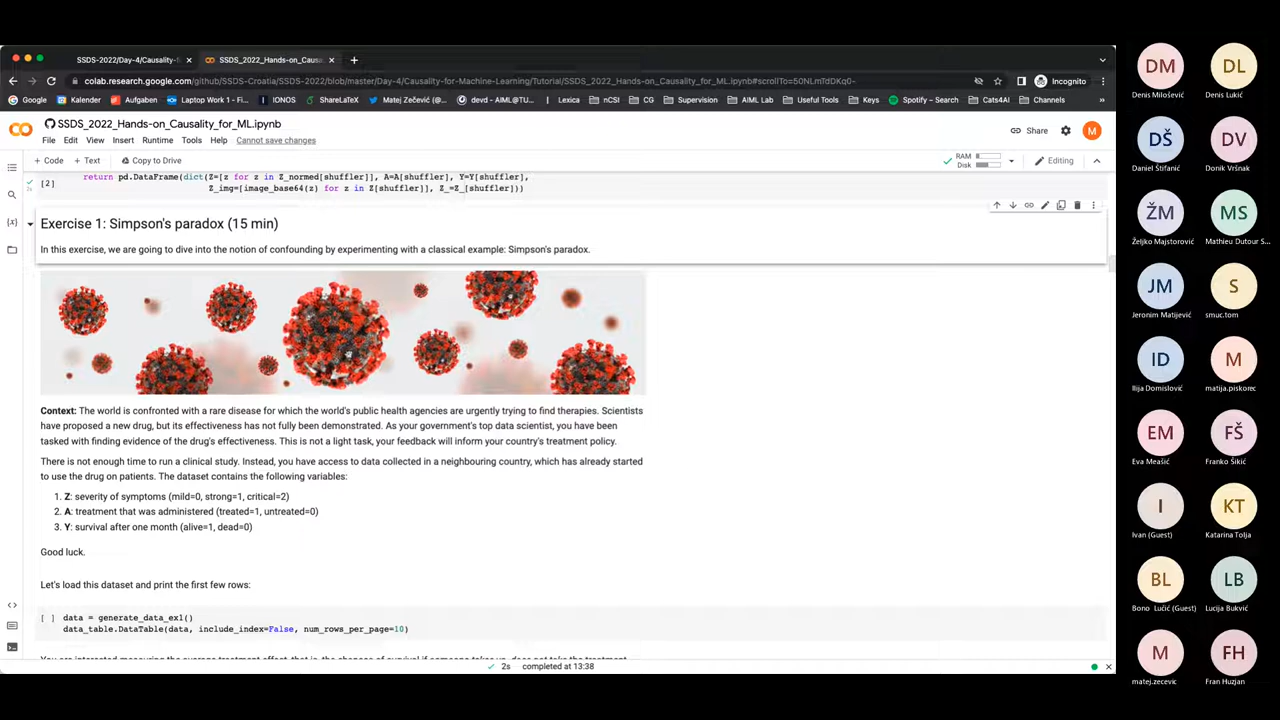 SSDS-2022/Day-4/Causality-f
SSDS_2022_Hands-on_Causa
colab.research.google.com/github/SSDS-Croatia/SSDS-2022/blob/master/Day-4/Causality-for-Machine-Learning/Tutorial/SSDS_2022_Hands-on_Causality_for_ML.ipynb#scrollTo=50NLmTdDKq0-
Incognito
Google Kalender Aufgaben Laptop Work 1 - Fi... IONOS ShareLaTeX Matej Zečević, (@... devd - AIML@TU... Lexica nCSI CG Supervision AIML Lab Useful Tools Keys Spotify – Search Cats4AI Channels »
SSDS_2022_Hands-on_Causality_for_ML.ipynb
Share
M
File Edit View Insert Runtime Tools Help Cannot save changes
+ Code + Text Copy to Drive
RAM
Disk
Editing
[2]
return pd.DataFrame(dict(Z=[z for z in Z_normed[shuffler]], A=A[shuffler], Y=Y[shuffler],
Z_img=[image_base64(z) for z in Z[shuffler]], Z_=Z_[shuffler]))
Exercise 1: Simpson's paradox (15 min)
In this exercise, we are going to dive into the notion of confounding by experimenting with a classical example: Simpson's paradox.
Context: The world is confronted with a rare disease for which the world's public health agencies are urgently trying to find therapies. Scientists
have proposed a new drug, but its effectiveness has not fully been demonstrated. As your government's top data scientist, you have been
tasked with finding evidence of the drug's effectiveness. This is not a light task, your feedback will inform your country's treatment policy.
There is not enough time to run a clinical study. Instead, you have access to data collected in a neighbouring country, which has already started
to use the drug on patients. The dataset contains the following variables:
1. Z: severity of symptoms (mild=0, strong=1, critical=2)
2. A: treatment that was administered (treated=1, untreated=0)
3. Y: survival after one month (alive=1, dead=0)
Good luck.
Let's load this dataset and print the first few rows:
[ ] data = generate_data_ex1()
data_table.DataTable(data, include_index=False, num_rows_per_page=10)
2s completed at 13:38
DM DL
Denis Milošević Denis Lukić
DŠ DV
Daniel Štifanić Donik Vršnak
ŽM MS
Željko Majstorović Mathieu Dutour S...
JM S
Jeronim Matijević smuc.tom
ID M
Ilija Domislović matija.piskorec
EM FŠ
Eva Meašić Franko Šikić
I KT
Ivan (Guest) Katarina Tolja
BL LB
Bono Lučić (Guest) Lucija Bukvić
M FH
matej.zecevic Fran Huzjan